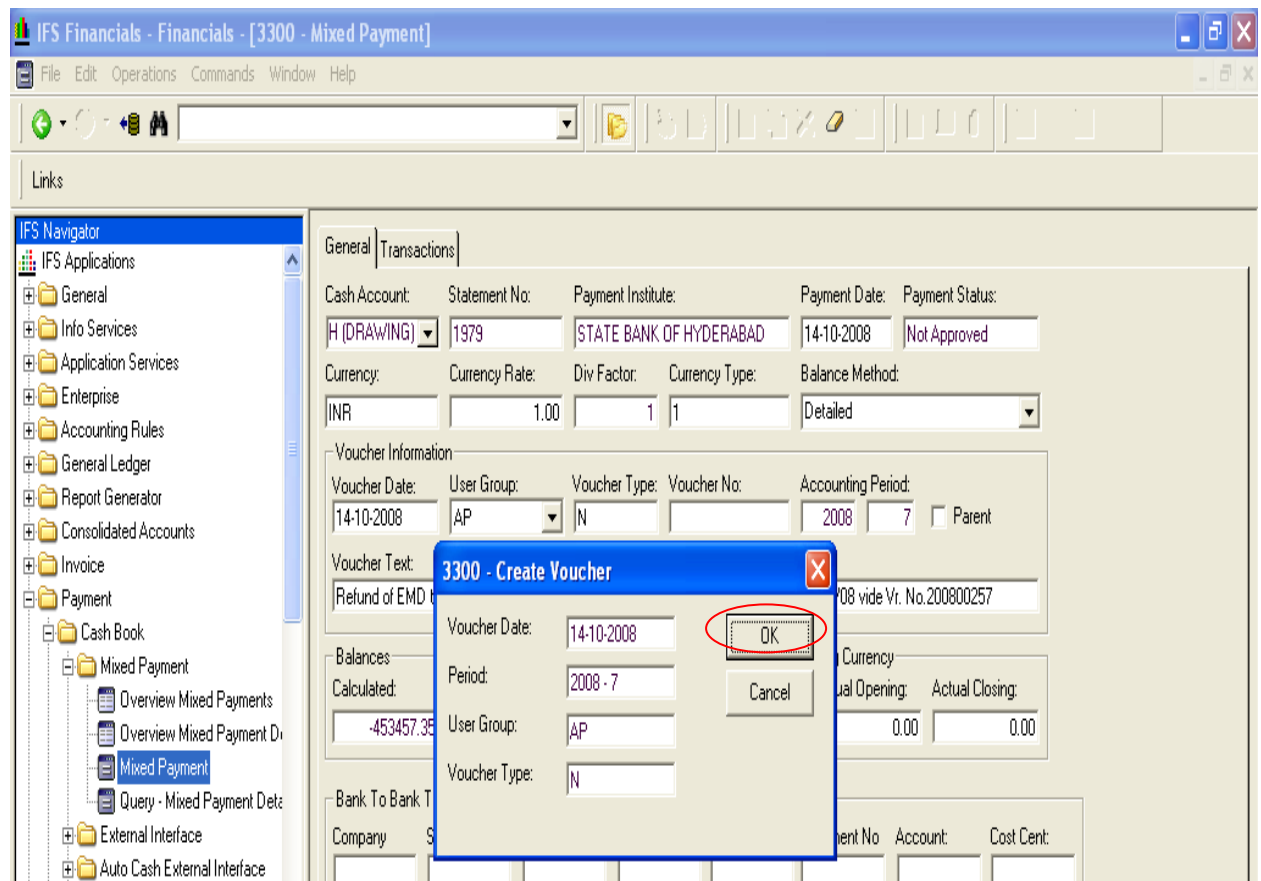 IFS Financials - Financials - [3300 - Mixed Payment]
File Edit Operations Commands Window Help
Links
IFS Navigator
IFS Applications
General
Info Services
Application Services
Enterprise
Accounting Rules
General Ledger
Report Generator
Consolidated Accounts
Invoice
Payment
Cash Book
Mixed Payment
Overview Mixed Payments
Overview Mixed Payment
Mixed Payment
Query - Mixed Payment Deta
External Interface
Auto Cash External Interface
General Transactions
Cash Account: Statement No: Payment Institute: Payment Date: Payment Status:
H (DRAWING) 1979 STATE BANK OF HYDERABAD 14-10-2008 Not Approved
Currency: Currency Rate: Div Factor: Currency Type: Balance Method:
INR 1.00 1 1 Detailed
Voucher Information
Voucher Date: User Group: Voucher Type: Voucher No: Accounting Period:
14-10-2008 AP N 2008 7 Parent
Voucher Text:
Refund of EMD /08 vide Vr. No.200800257
Balances Currency
Calculated: ual Opening: Actual Closing:
-453457.35 0.00 0.00
Bank To Bank T
Company S ent No Account: Cost Cent:
3300 - Create Voucher
Voucher Date: 14-10-2008 OK
Period: 2008 - 7 Cancel
User Group: AP
Voucher Type: N